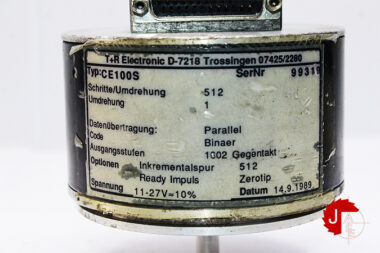 T+R Electronic D-7218 Trossingen 07425/2280
Typ:CE100S SerNr 99319
Schritte/Umdrehung 512
Umdrehung 1
Datenübertragung: Parallel
Code Binaer
Ausgangsstufen 1002 Gegentakt
Optionen Inkrementalspur 512
Ready Impuls Zerotip
Spannung 11-27V=10% Datum 14.9.1989